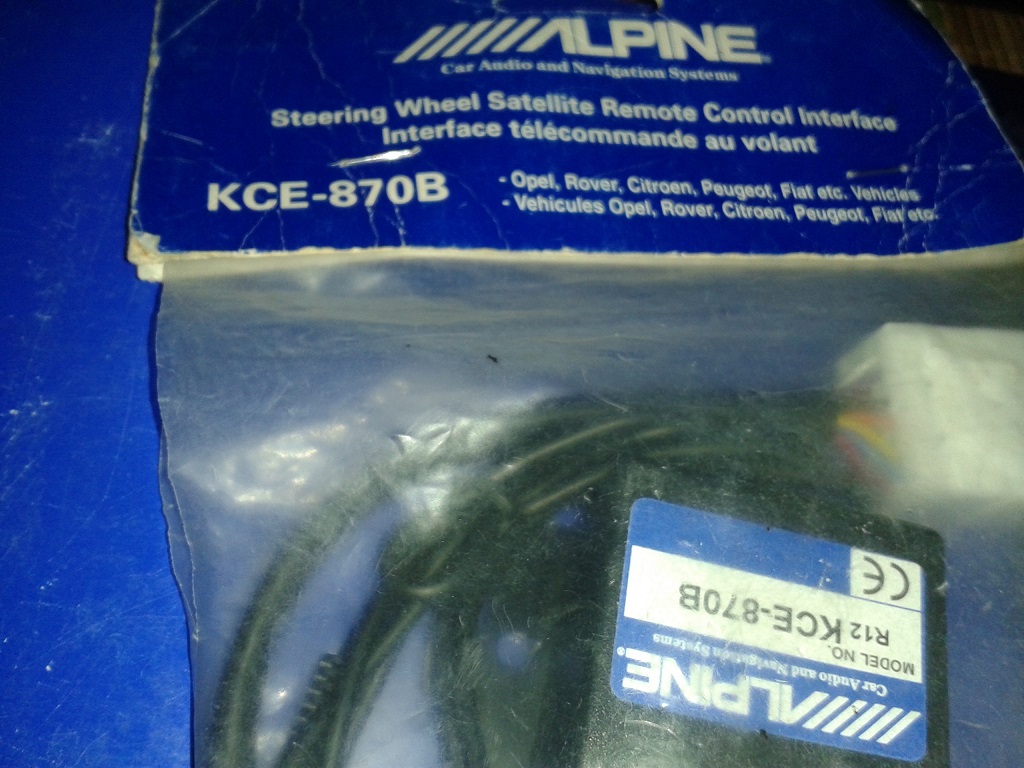 ALPINE
Car Audio and Navigation Systems
Steering Wheel Satellite Remote Control Interface
Interface télécommande au volant
KCE-870B
- Opel, Rover, Citroen, Peugeot, Fiat etc. Vehicles
- Vehicules Opel, Rover, Citroen, Peugeot, Fiat etc.
ALPINE
Car Audio and Navigation Systems
MODEL NO.
R12 KCE-870B
CE